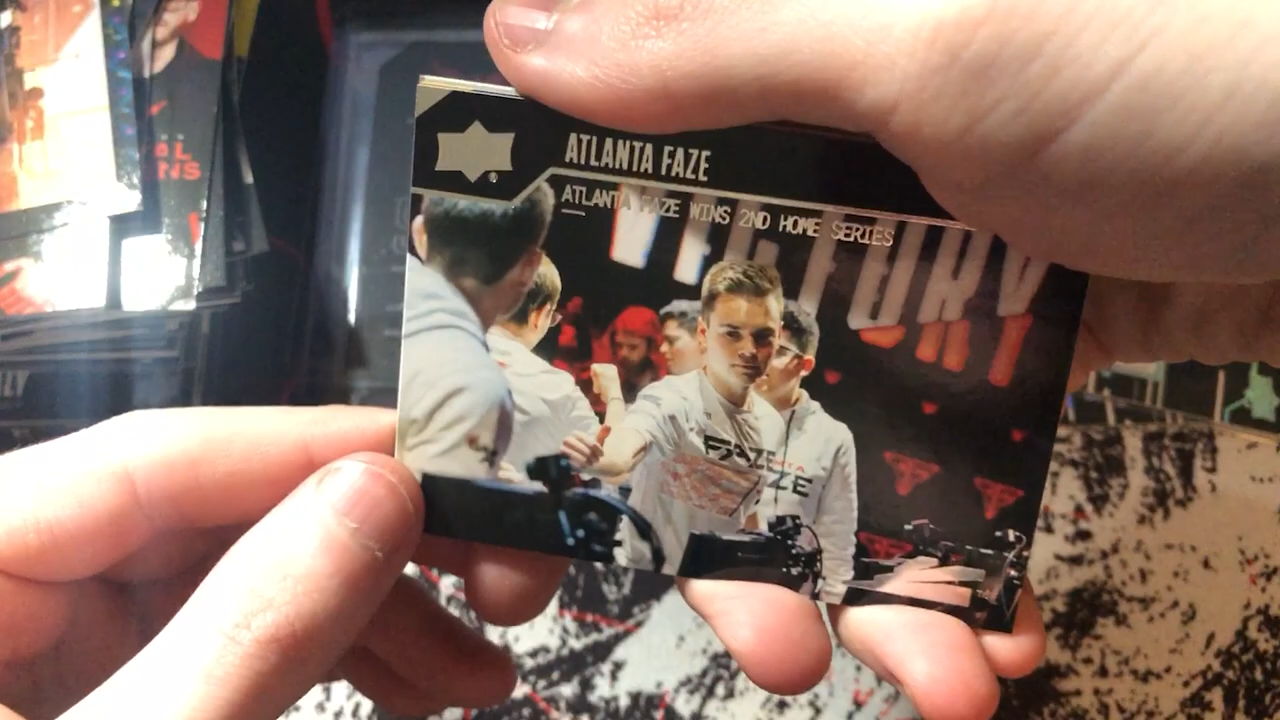 ATLANTA FAZE
ATLANTA FAZE WINS 2ND HOME SERIES
VICTORY
FAZE